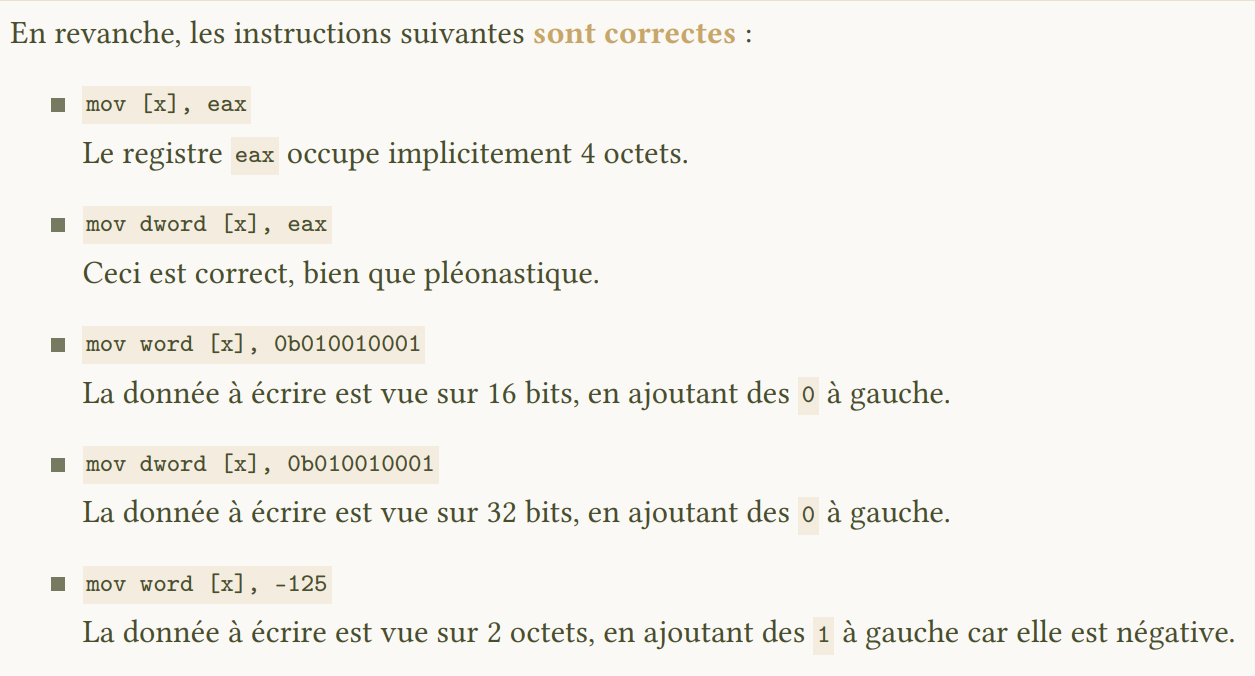 En revanche, les instructions suivantes sont correctes :
mov [x], eax
Le registre eax occupe implicitement 4 octets.
mov dword [x], eax
Ceci est correct, bien que pléonastique.
mov word [x], 0b010010001
La donnée à écrire est vue sur 16 bits, en ajoutant des 0 à gauche.
mov dword [x], 0b010010001
La donnée à écrire est vue sur 32 bits, en ajoutant des 0 à gauche.
mov word [x], -125
La donnée à écrire est vue sur 2 octets, en ajoutant des 1 à gauche car elle est négative.